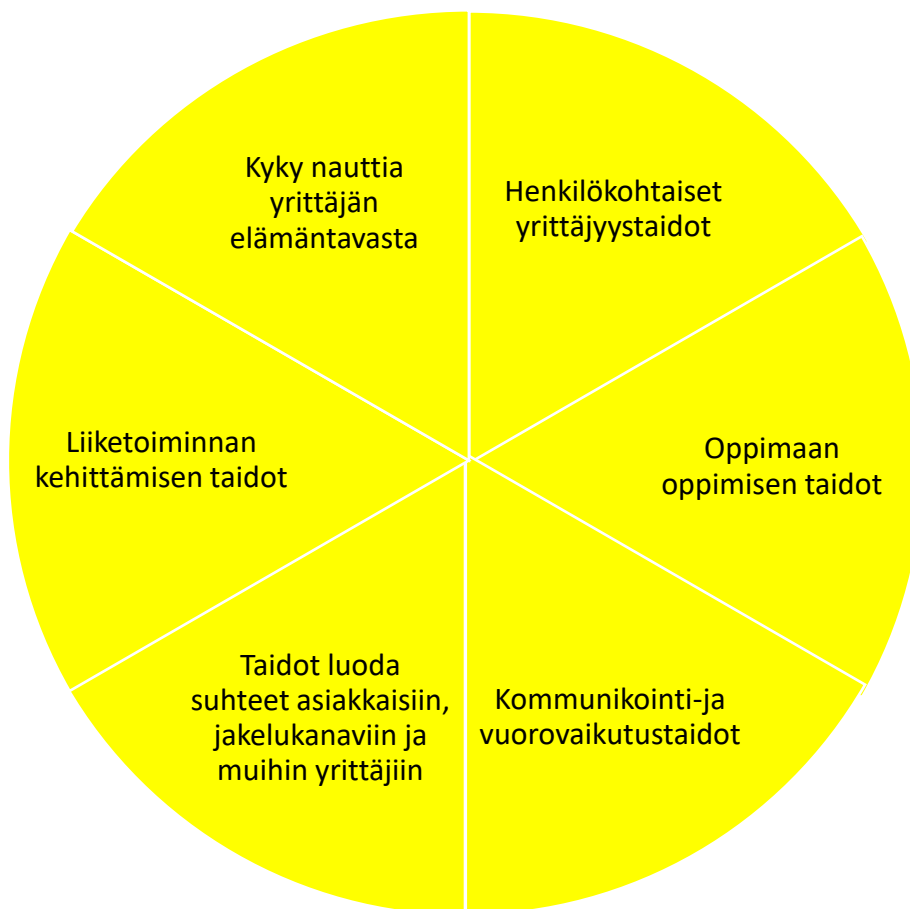 Kyky nauttia
yrittäjän
elämäntavasta
Henkilökohtaiset
yrittäjyystaidot
Liiketoiminnan
kehittämisen taidot
Oppimaan
oppimisen taidot
Taidot luoda
suhteet asiakkaisiin,
jakelukanaviin ja
muihin yrittäjiin
Kommunikointi-ja
vuorovaikutustaidot